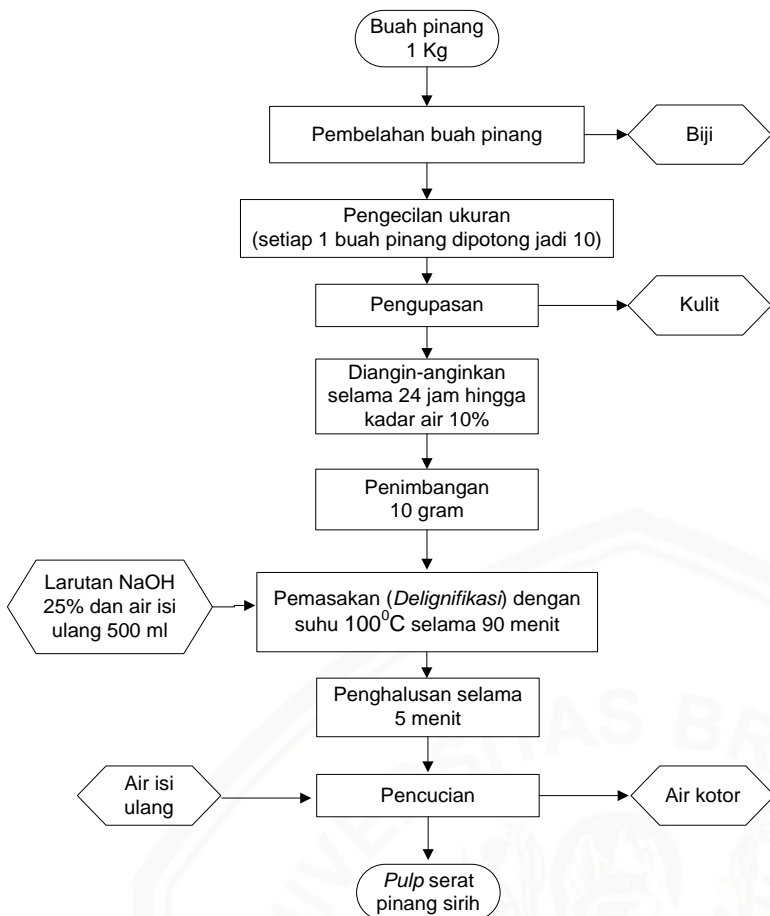 Buah pinang
1 Kg
Pembelahan buah pinang
Biji
Pengecilan ukuran
(setiap 1 buah pinang dipotong jadi 10)
Pengupasan
Kulit
Diangin-anginkan
selama 24 jam hingga
kadar air 10%
Penimbangan
10 gram
Larutan NaOH
25% dan air isi
ulang 500 ml
Pemasakan (Delignifikasi) dengan
suhu 100⁰C selama 90 menit
Penghalusan selama
5 menit
Air isi
ulang
Pencucian
Air kotor
Pulp serat
pinang sirih
UNIVERSITAS BR